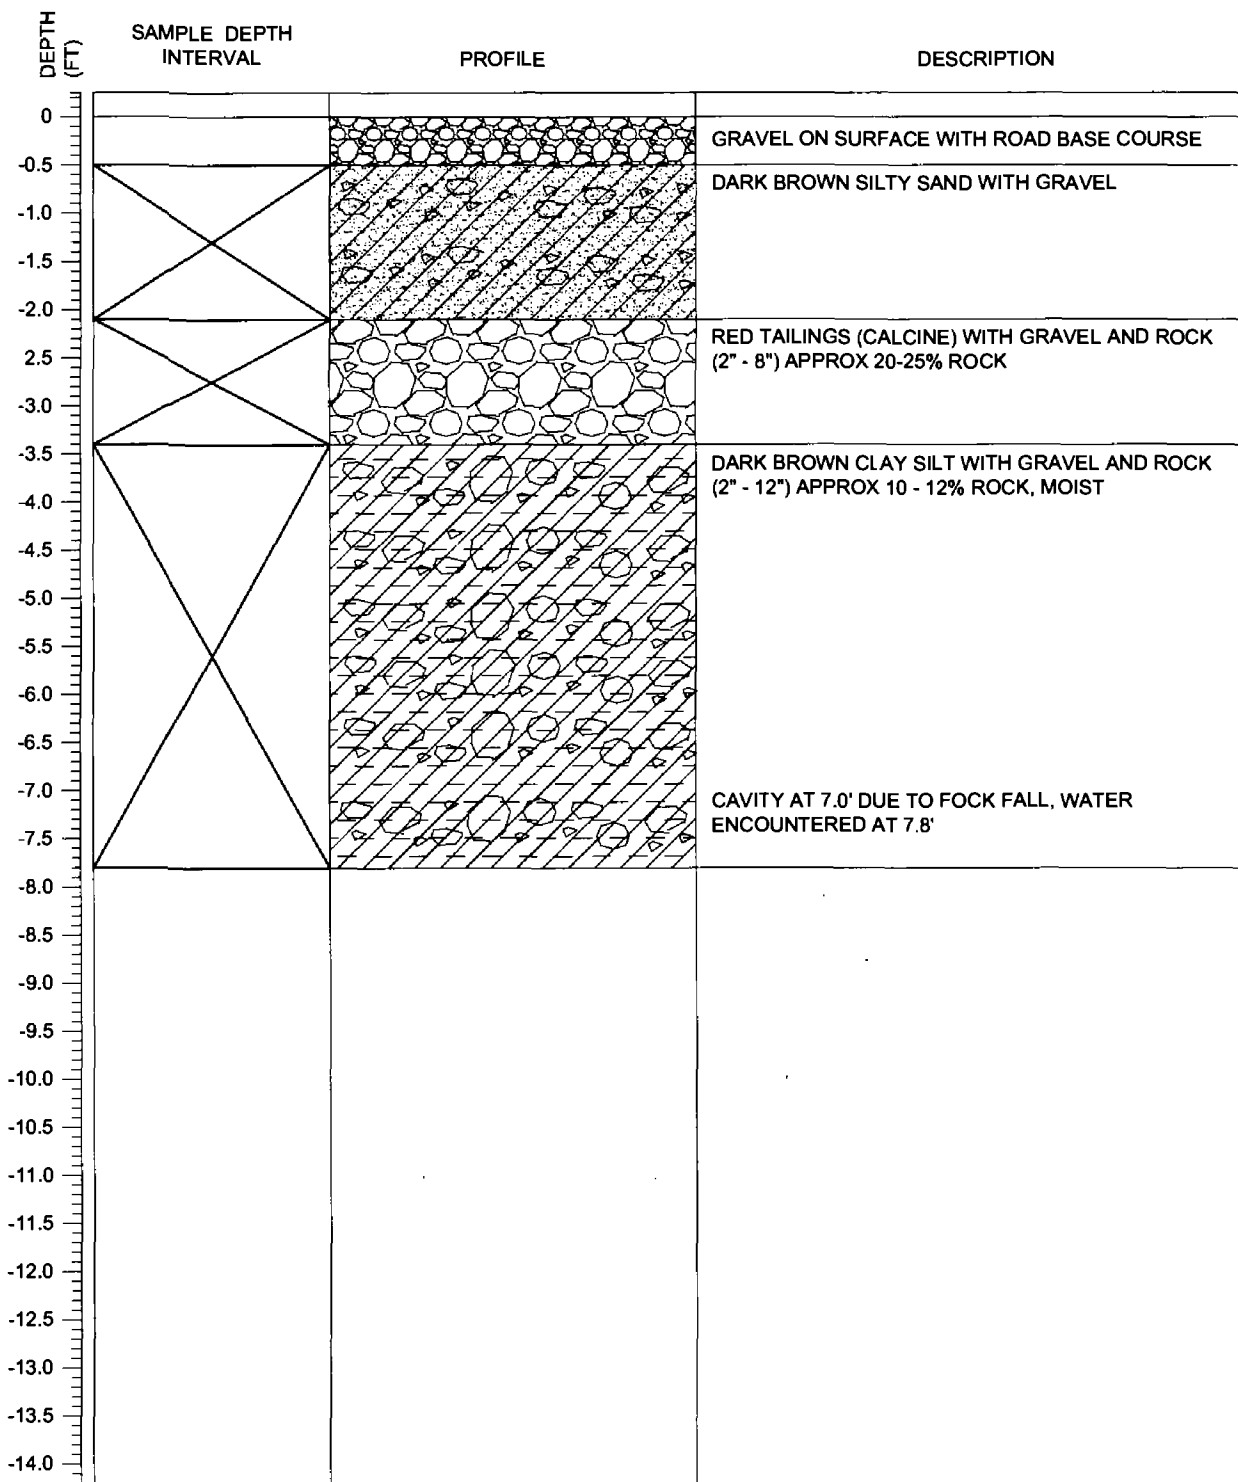 DEPTH
(FT)
SAMPLE DEPTH
INTERVAL
PROFILE
DESCRIPTION
0
GRAVEL ON SURFACE WITH ROAD BASE COURSE
-0.5
DARK BROWN SILTY SAND WITH GRAVEL
-1.0
-1.5
-2.0
RED TAILINGS (CALCINE) WITH GRAVEL AND ROCK
(2" - 8") APPROX 20-25% ROCK
2.5
-3.0
-3.5
DARK BROWN CLAY SILT WITH GRAVEL AND ROCK
(2" - 12") APPROX 10 - 12% ROCK, MOIST
-4.0
-4.5
-5.0
-5.5
-6.0
-6.5
-7.0
CAVITY AT 7.0' DUE TO FOCK FALL, WATER
ENCOUNTERED AT 7.8'
-7.5
-8.0
-8.5
-9.0
-9.5
-10.0
-10.5
-11.0
-11.5
-12.0
-12.5
-13.0
-13.5
-14.0